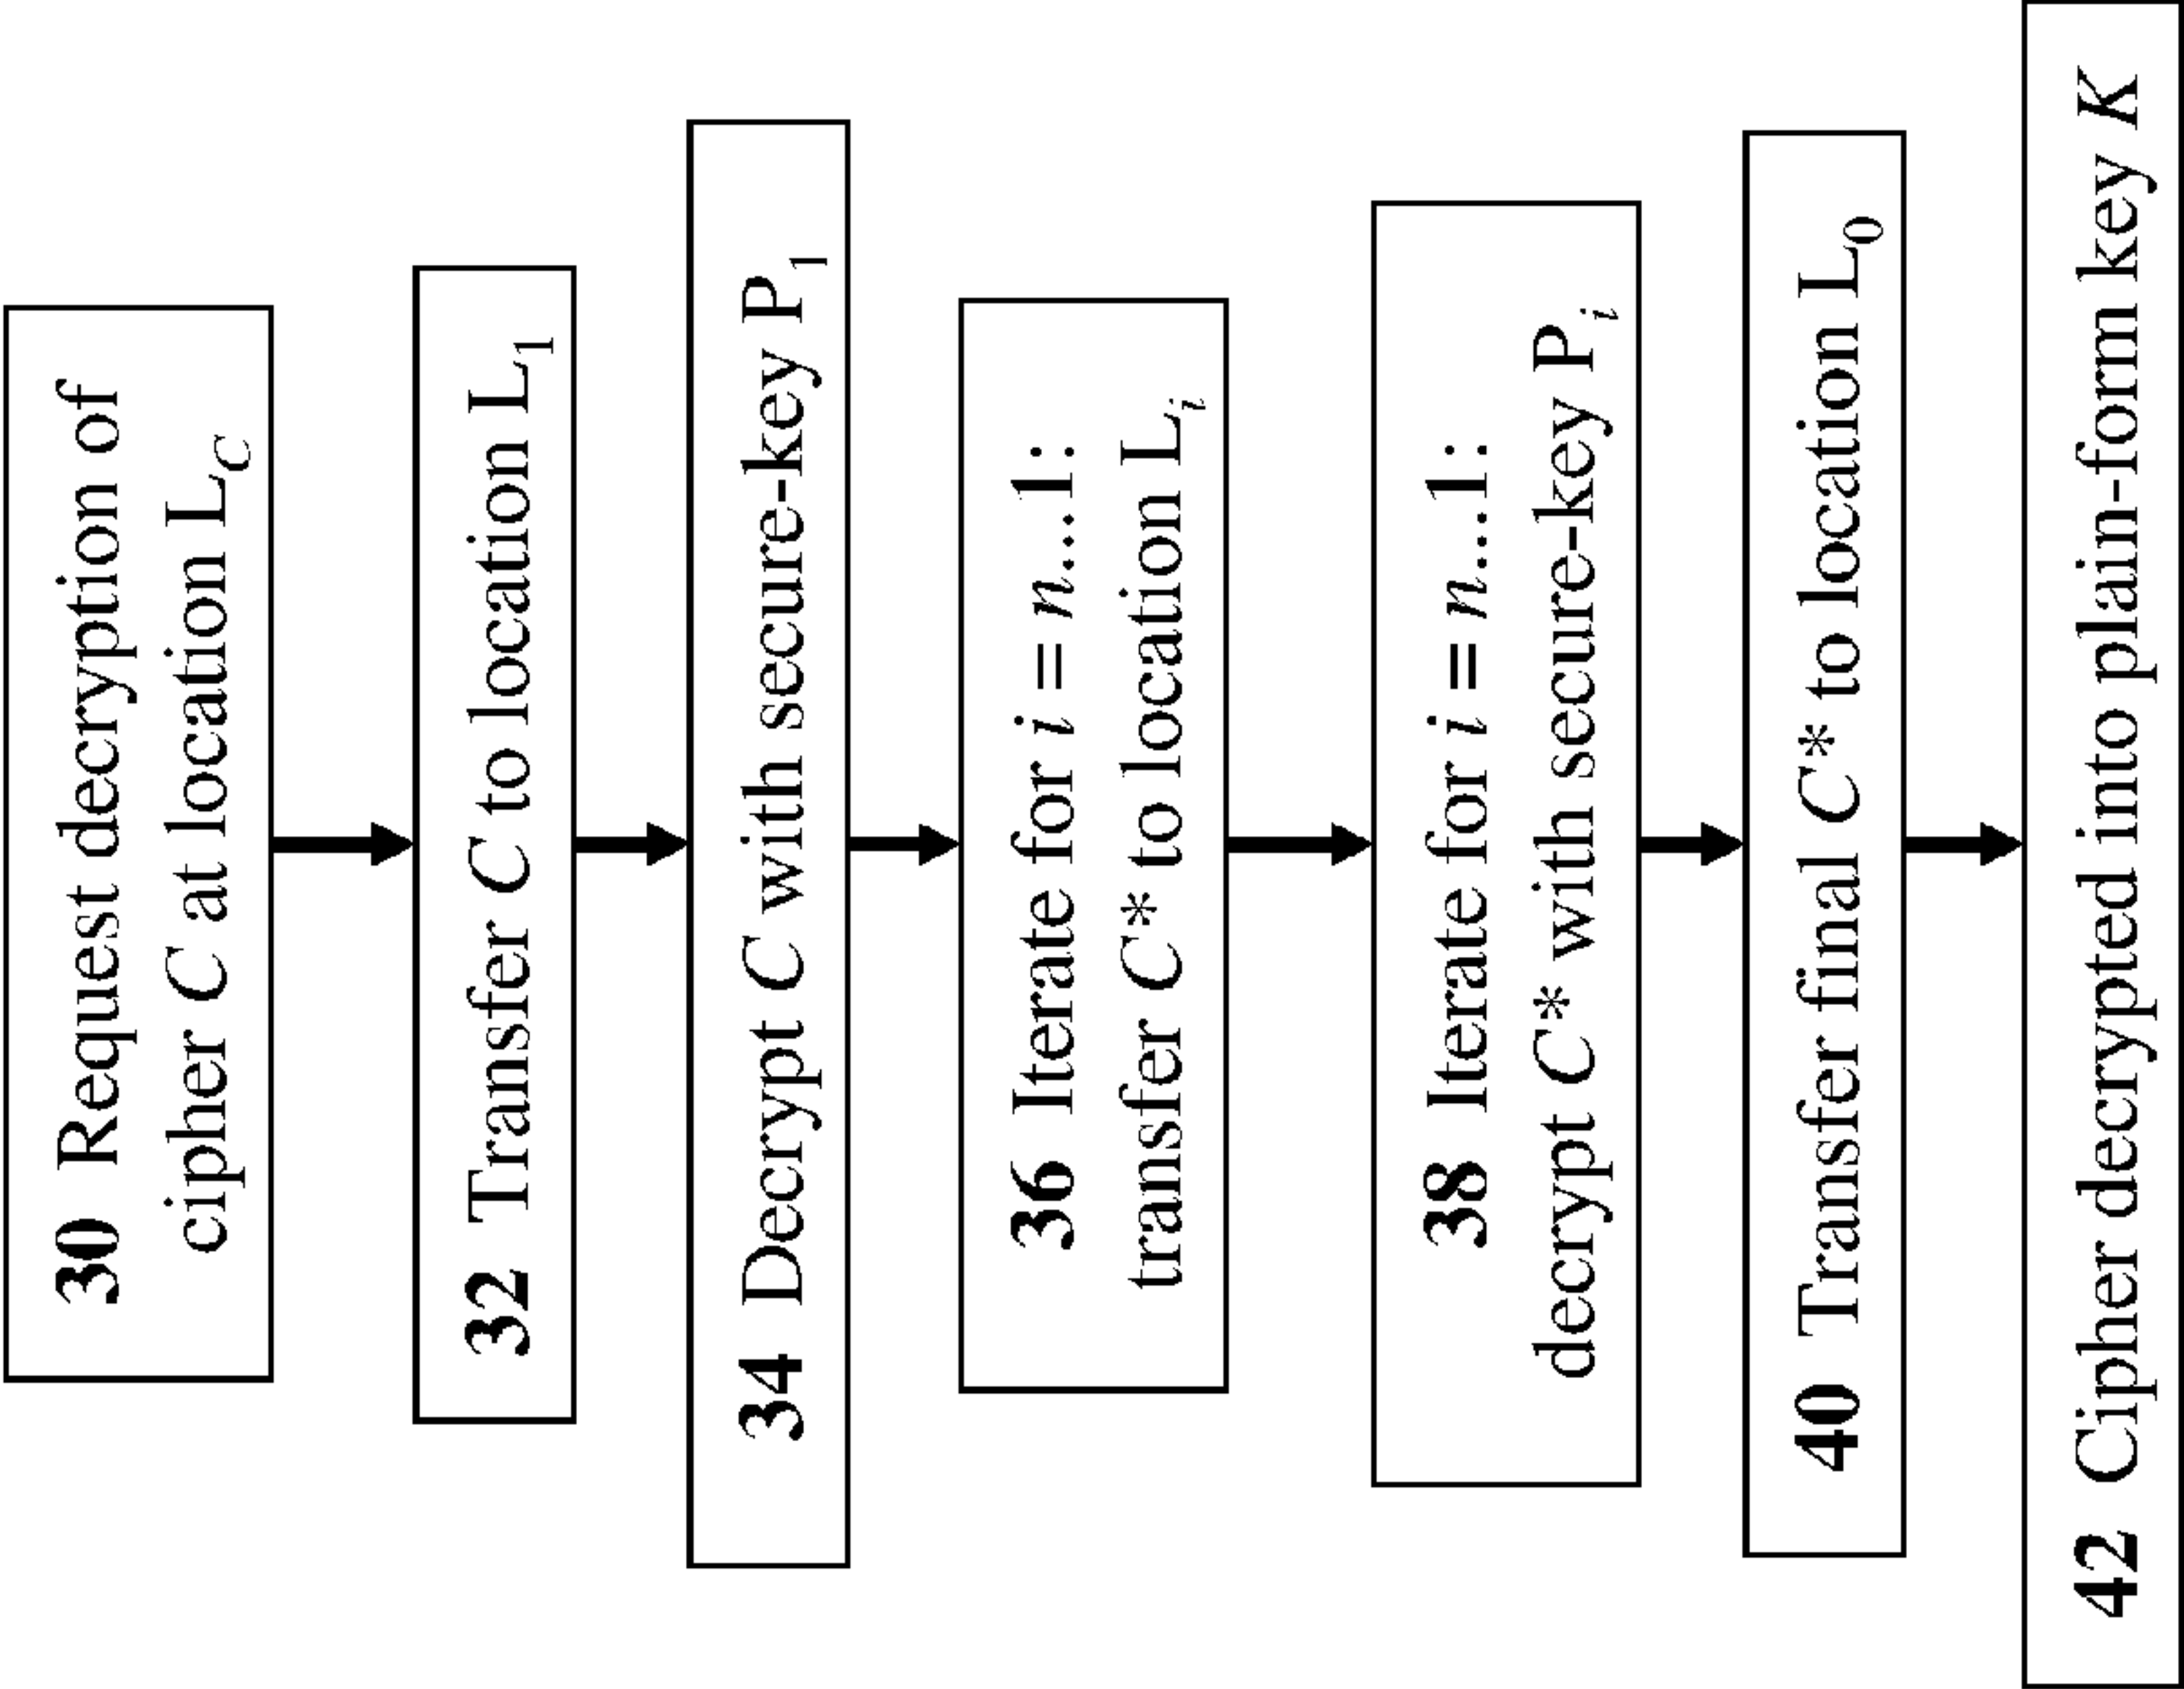 30 Request decryption of
cipher C at location L_C
32 Transfer C to location L_1
34 Decrypt C with secure-key P_1
36 Iterate for i = n...1:
transfer C* to location L_i
38 Iterate for i = n...1:
decrypt C* with secure-key P_i
40 Transfer final C* to location L_0
42 Cipher decrypted into plain-form key K